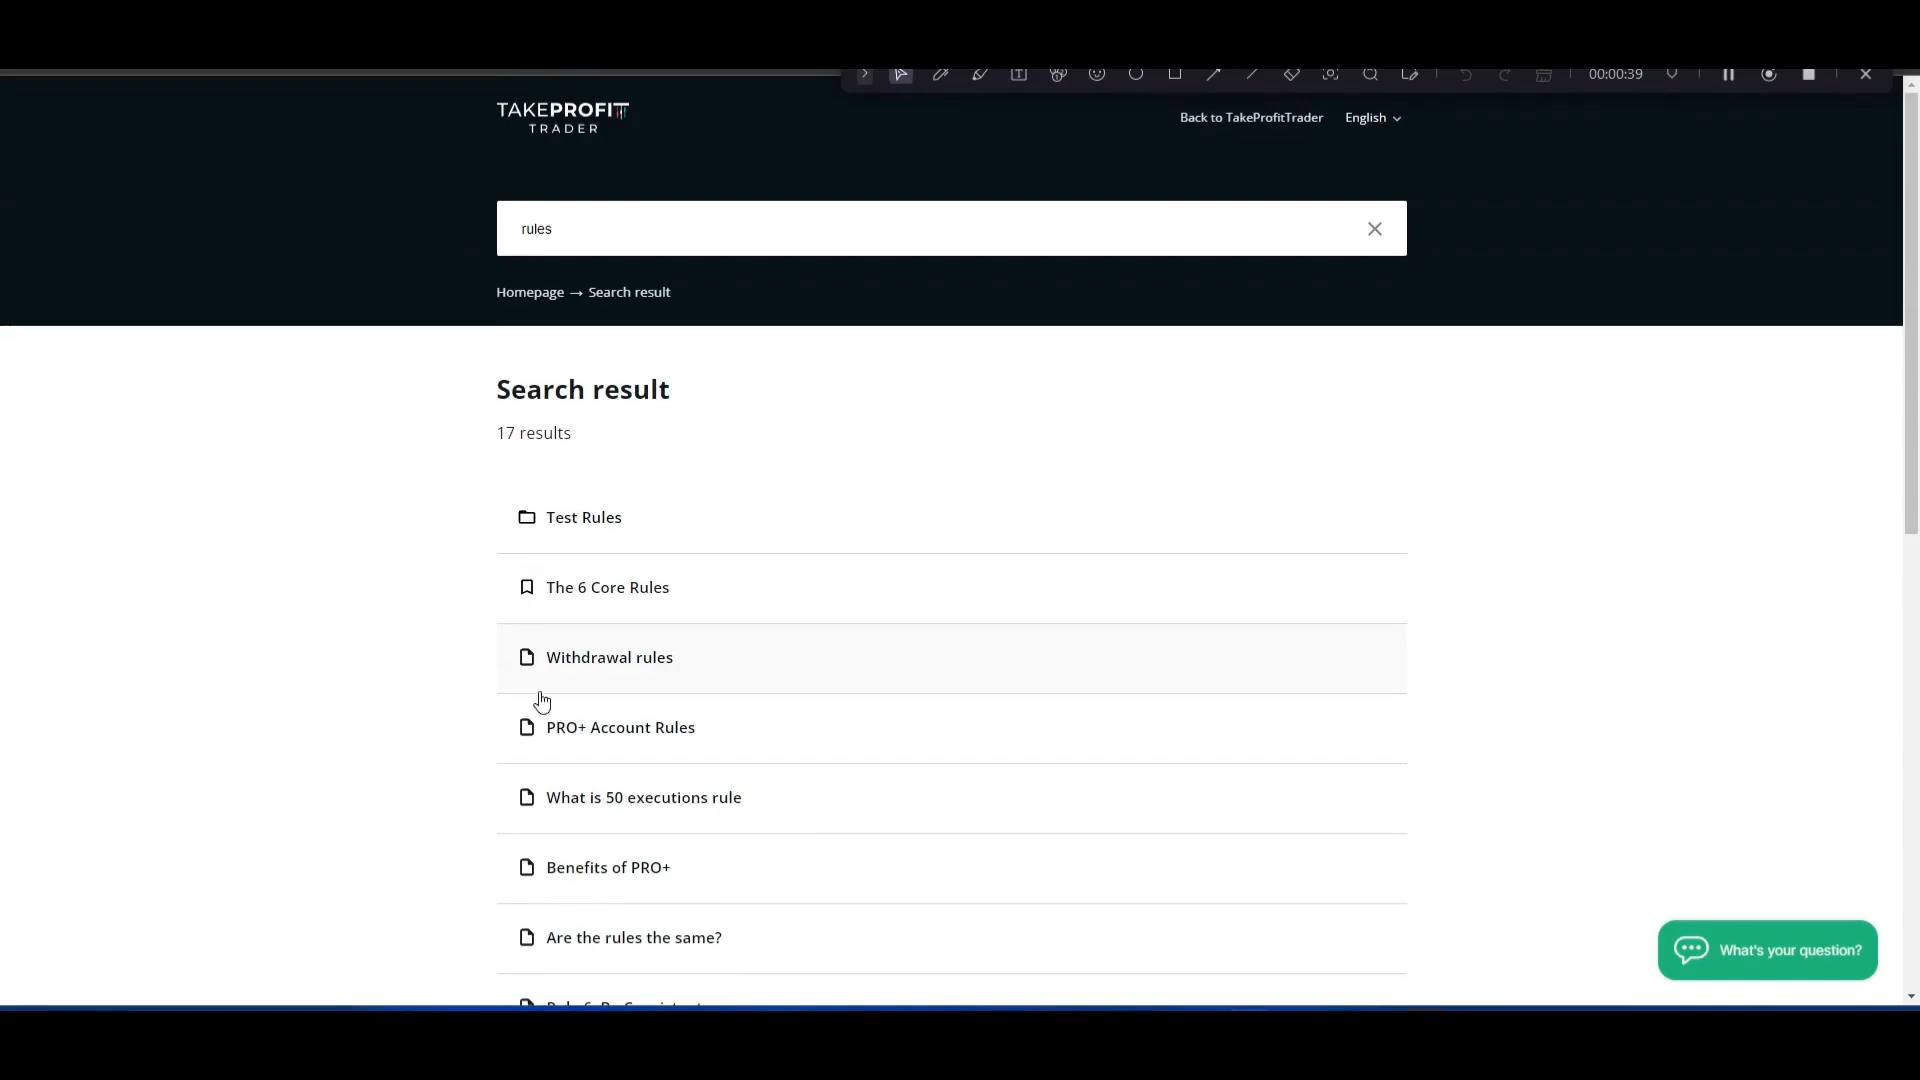 00:00:39
TAKEPROFIT
TRADER
Back to TakeProfitTrader
English
rules
Homepage → Search result
Search result
17 results
Test Rules
The 6 Core Rules
Withdrawal rules
PRO+ Account Rules
What is 50 executions rule
Benefits of PRO+
Are the rules the same?
What's your question?